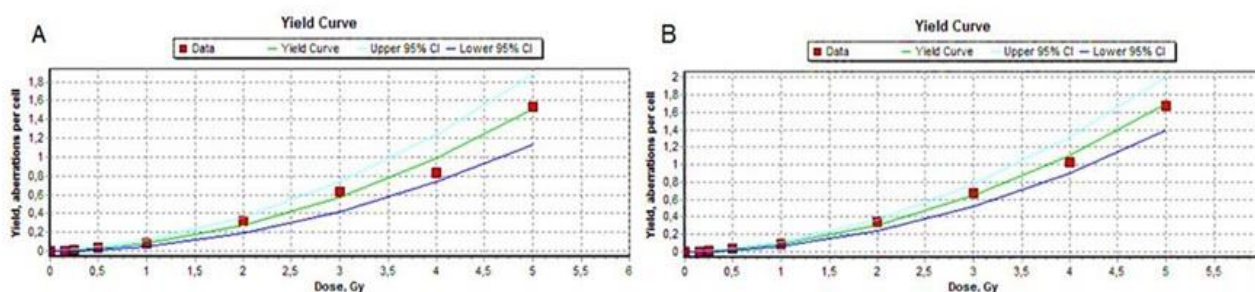 A
Yield Curve
Data Yield Curve Upper 95% CI Lower 95% CI
Yield, aberrations per cell
1,8
1,6
1,4
1,2
1
0,8
0,6
0,4
0,2
0
0 0,5 1 1,5 2 2,5 3 3,5 4 4,5 5 5,5 6
Dose, Gy
B
Yield Curve
Data Yield Curve Upper 95% CI Lower 95% CI
Yield, aberrations per cell
2
1,8
1,6
1,4
1,2
1
0,8
0,6
0,4
0,2
0
0 0,5 1 1,5 2 2,5 3 3,5 4 4,5 5 5,5
Dose, Gy